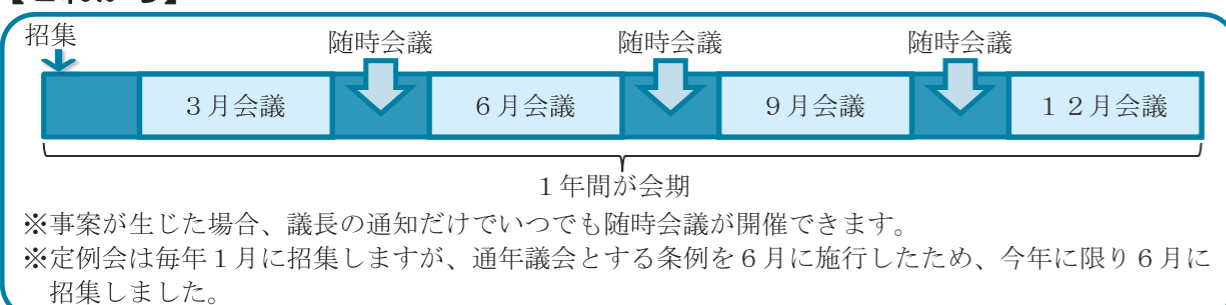 招集
随時会議 随時会議 随時会議
３月会議 ６月会議 ９月会議 １２月会議
１年間が会期
※事案が生じた場合、議長の通知だけでいつでも随時会議が開催できます。
※定例会は毎年１月に招集しますが、通年議会とする条例を６月に施行したため、今年に限り６月に
招集しました。